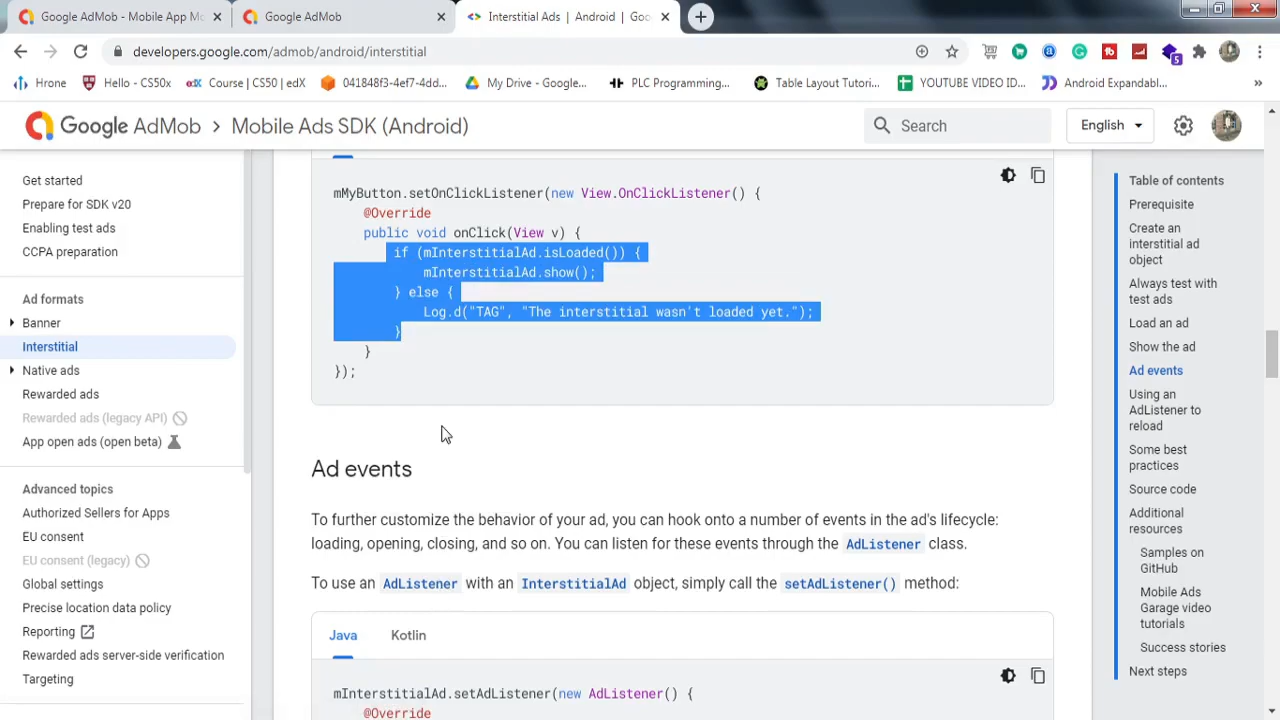 Google AdMob - Mobile App M
Google AdMob
Interstitial Ads | Android | Goo
developers.google.com/admob/android/interstitial
5
Hrone
Hello - CS50x
Course | CS50 | edX
041848f3-4ef7-4dd...
My Drive - Google...
PLC Programming...
Table Layout Tutori...
YOUTUBE VIDEO ID...
Android Expandabl...
»
Google AdMob > Mobile Ads SDK (Android)
Search
English
Get started
Prepare for SDK v20
Enabling test ads
CCPA preparation
Ad formats
Banner
Interstitial
Native ads
Rewarded ads
Rewarded ads (legacy API)
App open ads (open beta)
Advanced topics
Authorized Sellers for Apps
EU consent
EU consent (legacy)
Global settings
Precise location data policy
Reporting
Rewarded ads server-side verification
Targeting
mMyButton.setOnClickListener(new View.OnClickListener() {
@Override
public void onClick(View v) {
if (mInterstitialAd.isLoaded()) {
mInterstitialAd.show();
} else {
Log.d("TAG", "The interstitial wasn't loaded yet.");
}
}
});
Ad events
To further customize the behavior of your ad, you can hook onto a number of events in the ad's lifecycle:
loading, opening, closing, and so on. You can listen for these events through the AdListener class.
To use an AdListener with an InterstitialAd object, simply call the setAdListener() method:
Java
Kotlin
mInterstitialAd.setAdListener(new AdListener() {
@Override
Table of contents
Prerequisite
Create an
interstitial ad
object
Always test with
test ads
Load an ad
Show the ad
Ad events
Using an
AdListener to
reload
Some best
practices
Source code
Additional
resources
Samples on
GitHub
Mobile Ads
Garage video
tutorials
Success stories
Next steps